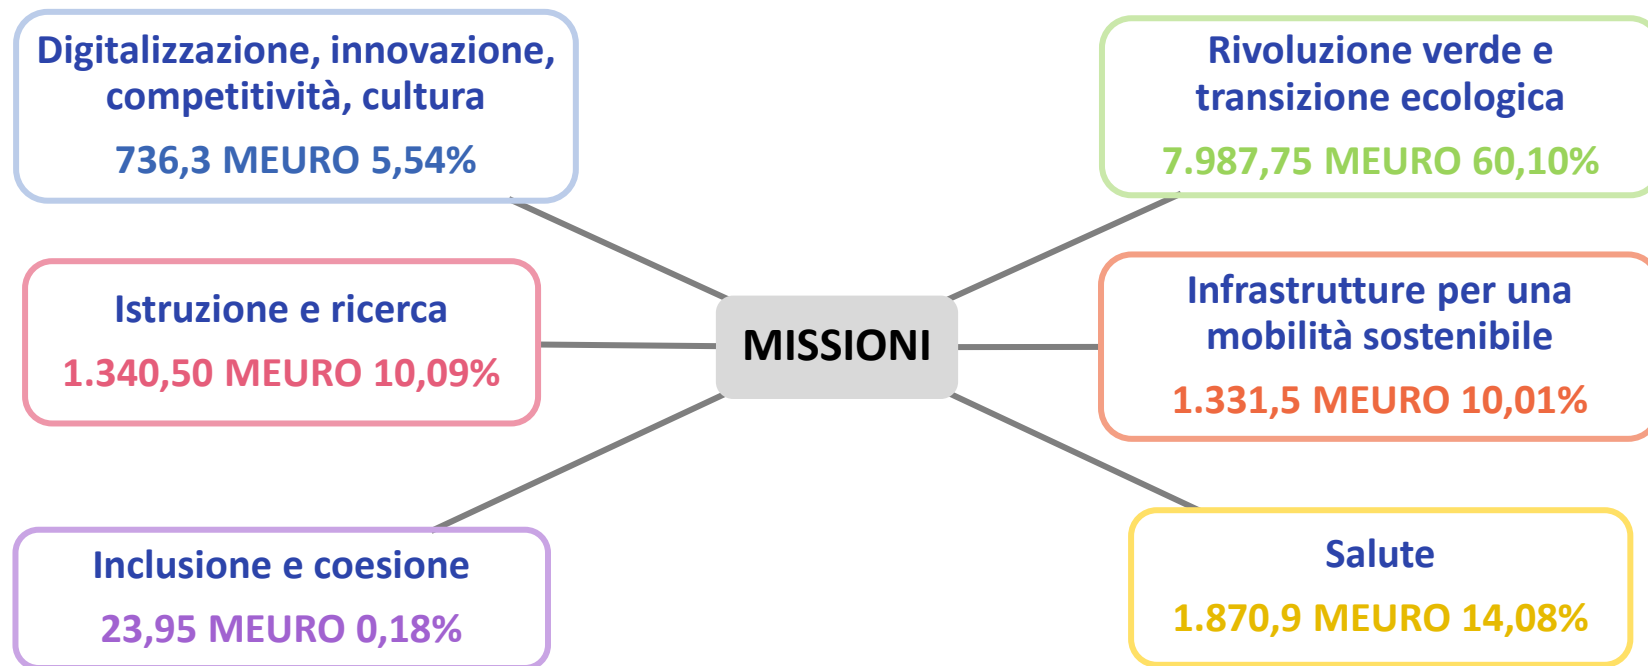 Digitalizzazione, innovazione,
competitività, cultura
736,3 MEURO 5,54%
Rivoluzione verde e
transizione ecologica
7.987,75 MEURO 60,10%
Istruzione e ricerca
1.340,50 MEURO 10,09%
MISSIONI
Infrastrutture per una
mobilità sostenibile
1.331,5 MEURO 10,01%
Inclusione e coesione
23,95 MEURO 0,18%
Salute
1.870,9 MEURO 14,08%